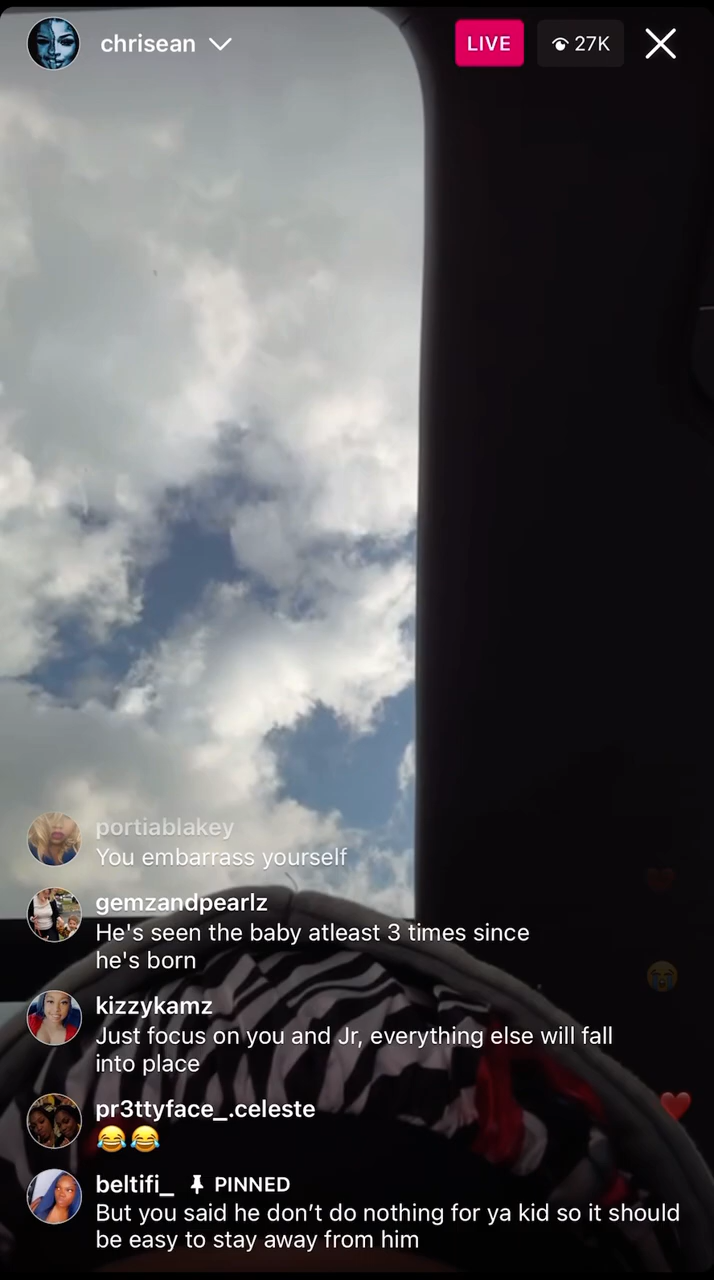 chrisean
LIVE
27K
portiablakey
You embarrass yourself
gemzandpearlz
He's seen the baby atleast 3 times since
he's born
kizzykamz
Just focus on you and Jr, everything else will fall
into place
pr3ttyface_.celeste
😂😂
beltifi_ 📌 PINNED
But you said he don’t do nothing for ya kid so it should
be easy to stay away from him